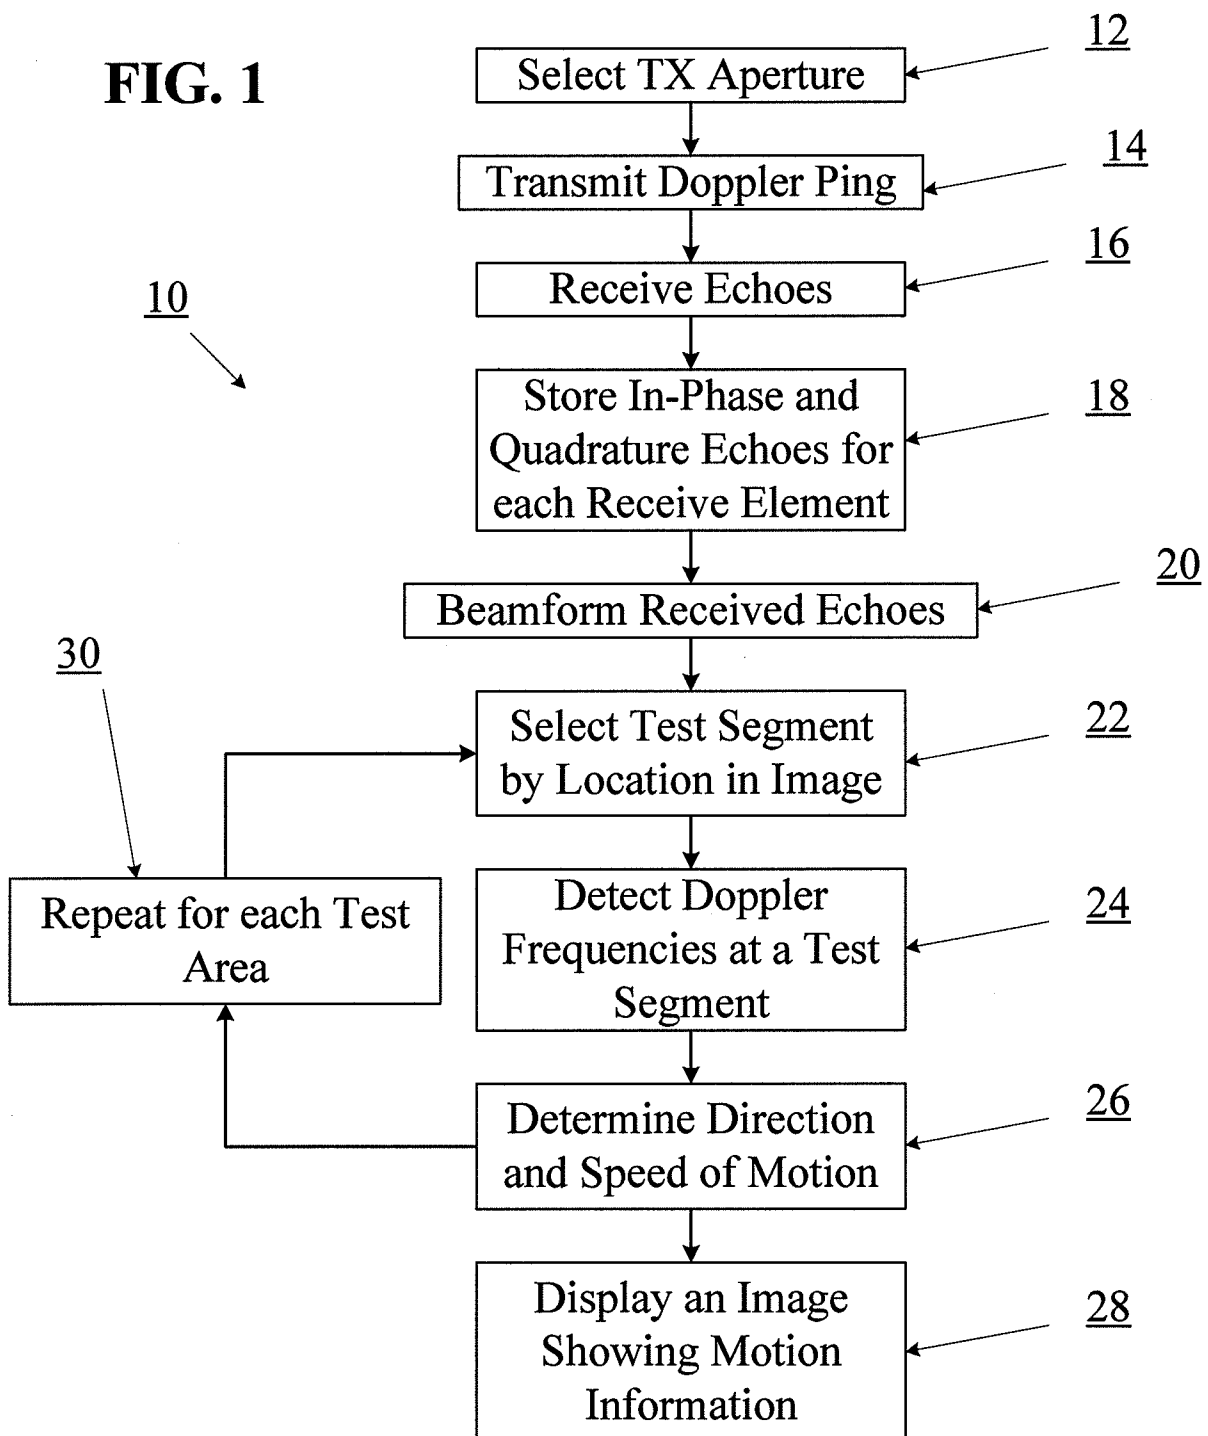 FIG. 1
12
Select TX Aperture
14
Transmit Doppler Ping
16
Receive Echoes
10
18
Store In-Phase and
Quadrature Echoes for
each Receive Element
20
Beamform Received Echoes
30
22
Select Test Segment
by Location in Image
24
Detect Doppler
Frequencies at a Test
Segment
Repeat for each Test
Area
26
Determine Direction
and Speed of Motion
28
Display an Image
Showing Motion
Information